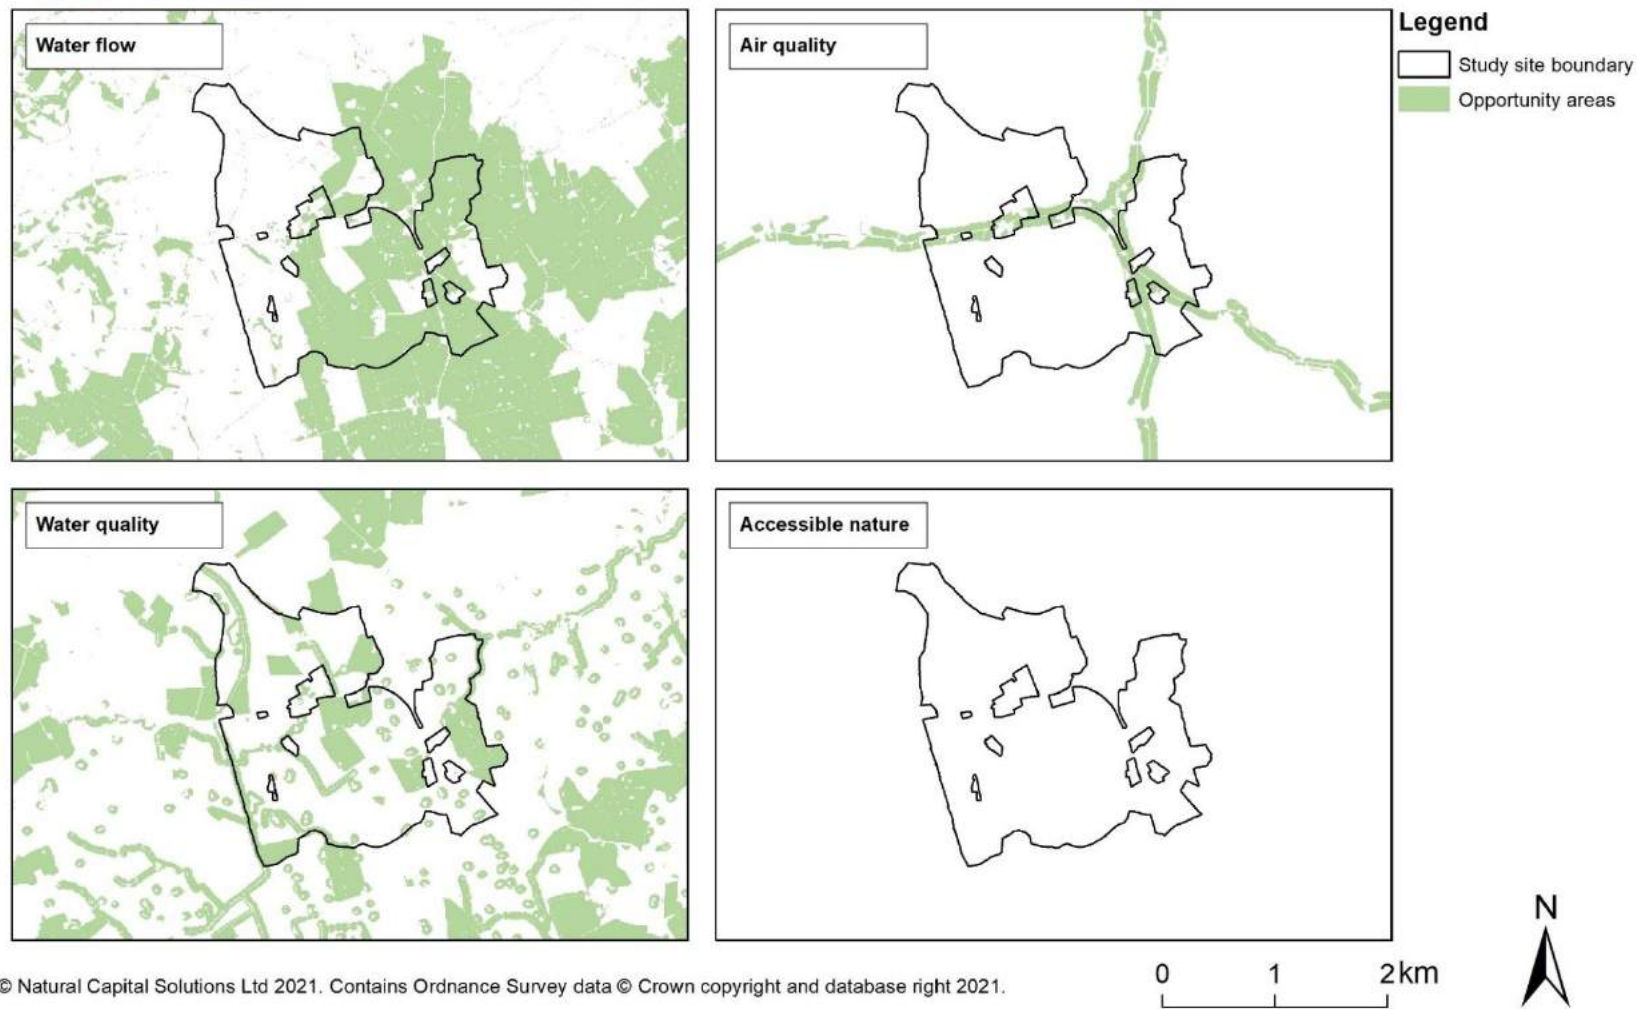 Water flow
Air quality
Legend
Study site boundary
Opportunity areas
Water quality
Accessible nature
N
0 1 2km
© Natural Capital Solutions Ltd 2021. Contains Ordnance Survey data © Crown copyright and database right 2021.